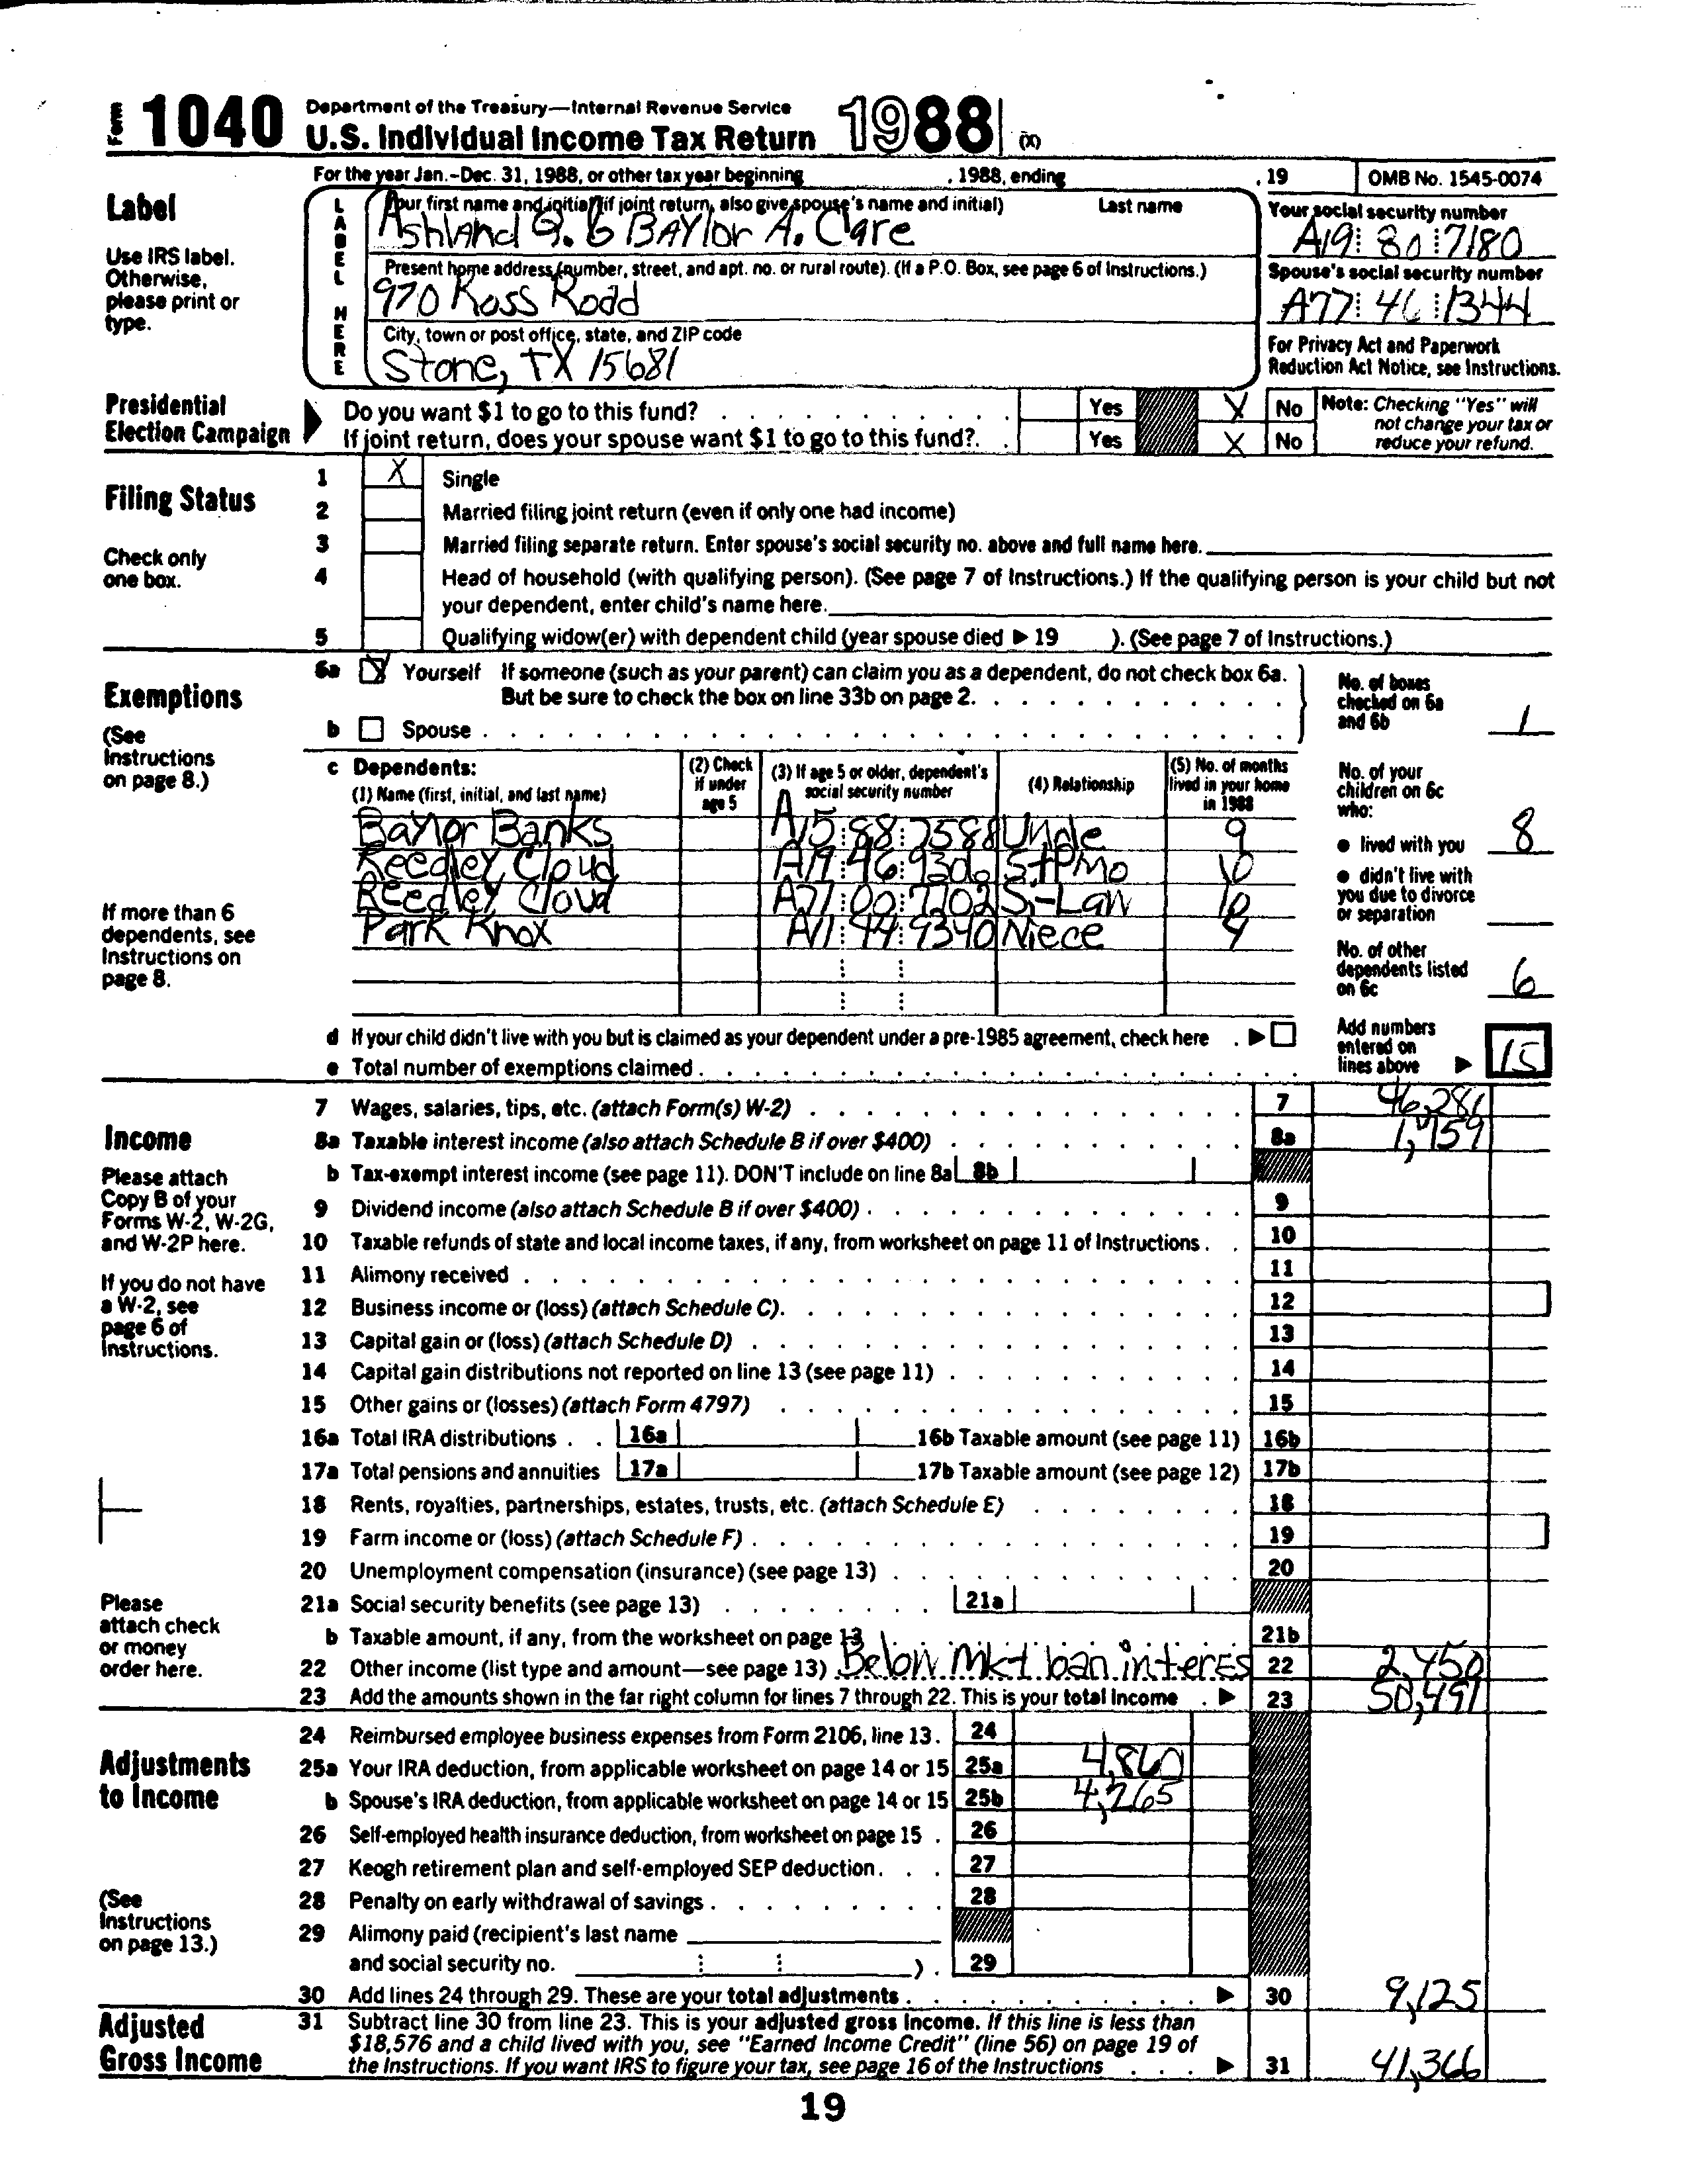 Form 1040 Department of the Treasury—Internal Revenue Service
U.S. Individual Income Tax Return 1988 (X)
For the year Jan.-Dec. 31, 1988, or other tax year beginning , 1988, ending , 19 OMB No. 1545-0074
Label
Use IRS label. Otherwise, please print or type.
LABEL HERE
Your first name and initial (if joint return, also give spouse's name and initial) Last name
Ashland Q. & BAYlor A. Care
Your social security number
A19 80 7180
Present home address (number, street, and apt. no. or rural route). (If a P.O. Box, see page 6 of Instructions.)
970 Ross Road
Spouse's social security number
A77 46 1344
City, town or post office, state, and ZIP code
Stone, TX 15681
For Privacy Act and Paperwork
Reduction Act Notice, see Instructions.
Presidential
Election Campaign
Do you want $1 to go to this fund? Yes X No
If joint return, does your spouse want $1 to go to this fund?. Yes X No
Note: Checking "Yes" will
not change your tax or
reduce your refund.
Filing Status
Check only
one box.
1 X Single
2 Married filing joint return (even if only one had income)
3 Married filing separate return. Enter spouse's social security no. above and full name here.
4 Head of household (with qualifying person). (See page 7 of Instructions.) If the qualifying person is your child but not
your dependent, enter child's name here.
5 Qualifying widow(er) with dependent child (year spouse died ▶ 19 ). (See page 7 of Instructions.)
Exemptions
(See
Instructions
on page 8.)
6a X Yourself If someone (such as your parent) can claim you as a dependent, do not check box 6a.
But be sure to check the box on line 33b on page 2.
b Spouse
No. of boxes
checked on 6a
and 6b 1
c Dependents:
(1) Name (first, initial, and last name)
(2) Check
if under
age 5
(3) If age 5 or older, dependent's
social security number
(4) Relationship
(5) No. of months
lived in your home
in 1988
Baylor Banks A15 88 7588 Uncle 9
Reedley Cloud A19 46 StPMo 10
Reedley Cloud A71 00 7702 S.-Law 10
Park Knox A11 44 9340 Niece 9
If more than 6
dependents, see
Instructions on
page 8.
No. of your
children on 6c
who:
● lived with you 8
● didn't live with
you due to divorce
or separation
No. of other
dependents listed
on 6c 6
d If your child didn't live with you but is claimed as your dependent under a pre-1985 agreement, check here . ▶
e Total number of exemptions claimed
Add numbers
entered on
lines above ▶ 15
Income
Please attach
Copy B of your
Forms W-2, W-2G,
and W-2P here.
If you do not have
a W-2, see
page 6 of
Instructions.
Please
attach check
or money
order here.
7 Wages, salaries, tips, etc. (attach Form(s) W-2) 7 46,281
8a Taxable interest income (also attach Schedule B if over $400) 8a 1,759
b Tax-exempt interest income (see page 11). DON'T include on line 8a 8b
9 Dividend income (also attach Schedule B if over $400) 9
10 Taxable refunds of state and local income taxes, if any, from worksheet on page 11 of Instructions. 10
11 Alimony received 11
12 Business income or (loss) (attach Schedule C). 12
13 Capital gain or (loss) (attach Schedule D) 13
14 Capital gain distributions not reported on line 13 (see page 11) 14
15 Other gains or (losses) (attach Form 4797) 15
16a Total IRA distributions 16a 16b Taxable amount (see page 11) 16b
17a Total pensions and annuities 17a 17b Taxable amount (see page 12) 17b
18 Rents, royalties, partnerships, estates, trusts, etc. (attach Schedule E) 18
19 Farm income or (loss) (attach Schedule F) 19
20 Unemployment compensation (insurance) (see page 13) 20
21a Social security benefits (see page 13) 21a
b Taxable amount, if any, from the worksheet on page 13 21b
22 Other income (list type and amount—see page 13) Below Mkt loan interes 22 2,450
23 Add the amounts shown in the far right column for lines 7 through 22. This is your total income ▶ 23 50,491
Adjustments
to Income
(See
Instructions
on page 13.)
24 Reimbursed employee business expenses from Form 2106, line 13. 24
25a Your IRA deduction, from applicable worksheet on page 14 or 15 25a 4,860
b Spouse's IRA deduction, from applicable worksheet on page 14 or 15 25b 4,265
26 Self-employed health insurance deduction, from worksheet on page 15 26
27 Keogh retirement plan and self-employed SEP deduction. 27
28 Penalty on early withdrawal of savings 28
29 Alimony paid (recipient's last name
and social security no. ). 29
30 Add lines 24 through 29. These are your total adjustments ▶ 30 9,125
Adjusted
Gross Income
31 Subtract line 30 from line 23. This is your adjusted gross income. If this line is less than
$18,576 and a child lived with you, see "Earned Income Credit" (line 56) on page 19 of
the Instructions. If you want IRS to figure your tax, see page 16 of the Instructions ▶ 31 41,366
19